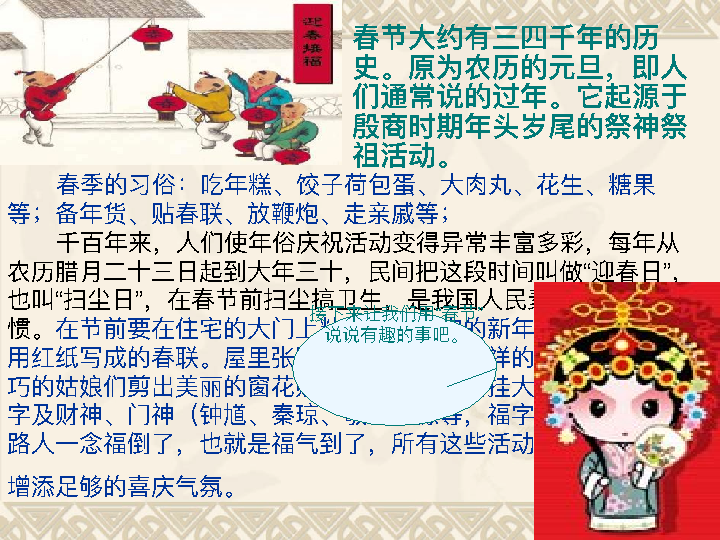 迎春接福
春节大约有三四千年的历
史。原为农历的元旦，即人
们通常说的过年。它起源于
殷商时期年头岁尾的祭神祭
祖活动。
春季的习俗：吃年糕、饺子荷包蛋、大肉丸、花生、糖果
等；备年货、贴春联、放鞭炮、走亲戚等；
千百年来，人们使年俗庆祝活动变得异常丰富多彩，每年从
农历腊月二十三日起到大年三十，民间把这段时间叫做“迎春日”，
也叫“扫尘日”，在春节前扫尘搞卫生，是我国人民
惯。在节前要在住宅的大门上 的新年
接下来让我们用“春节”
说说有趣的事吧。
用红纸写成的春联。屋里张 样的
巧的姑娘们剪出美丽的窗花 挂大
字及财神、门神（钟馗、秦琼、 等，福字
路人一念福倒了，也就是福气到了，所有这些活动
增添足够的喜庆气氛。